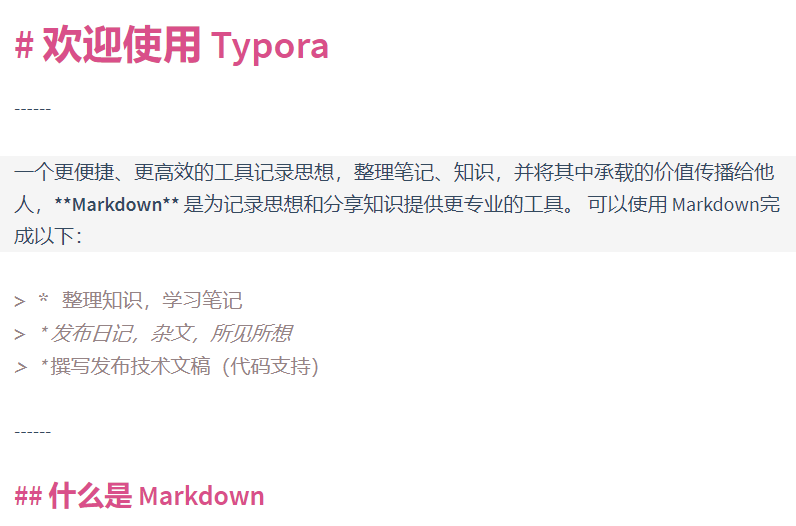 # 欢迎使用 Typora
------
一个更便捷、更高效的工具记录思想，整理笔记、知识，并将其中承载的价值传播给他
人，**Markdown** 是为记录思想和分享知识提供更专业的工具。 可以使用 Markdown完
成以下：
> * 整理知识，学习笔记
> *发布日记，杂文，所见所想
> *撰写发布技术文稿（代码支持）
------
## 什么是 Markdown